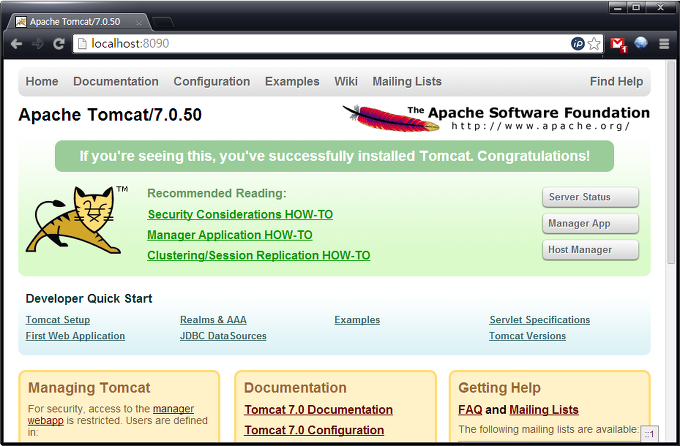 Apache Tomcat/7.0.50
localhost:8090
iP
1
Home Documentation Configuration Examples Wiki Mailing Lists Find Help
Apache Tomcat/7.0.50
The Apache Software Foundation
http://www.apache.org/
If you're seeing this, you've successfully installed Tomcat. Congratulations!
TM
Recommended Reading:
Security Considerations HOW-TO
Manager Application HOW-TO
Clustering/Session Replication HOW-TO
Server Status
Manager App
Host Manager
Developer Quick Start
Tomcat Setup Realms & AAA Examples Servlet Specifications
First Web Application JDBC DataSources Tomcat Versions
Managing Tomcat
For security, access to the manager
webapp is restricted. Users are defined
in:
Documentation
Tomcat 7.0 Documentation
Tomcat 7.0 Configuration
Getting Help
FAQ and Mailing Lists
The following mailing lists are available:
::1